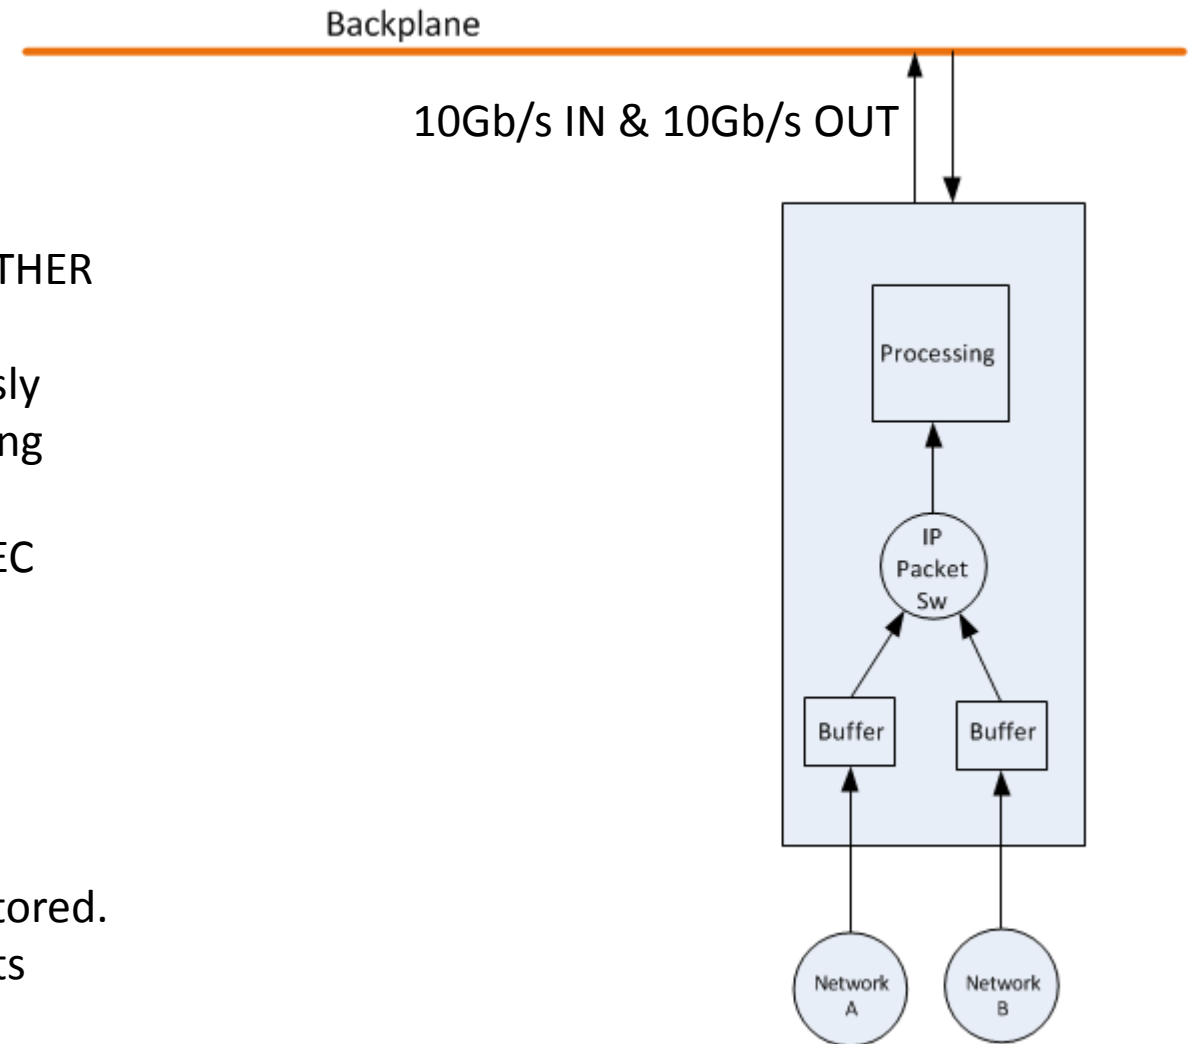 Backplane
10Gb/s IN & 10Gb/s OUT
THER
sly
ng
EC
tored.
ts
Processing
IP
Packet
Sw
Buffer
Buffer
Network
A
Network
B